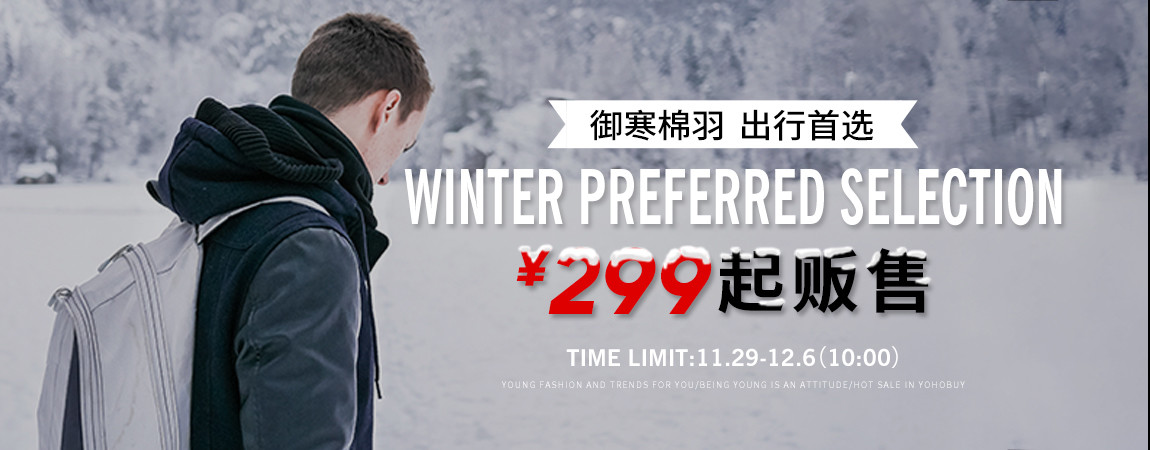 御寒棉羽 出行首选
WINTER PREFERRED SELECTION
¥299起贩售
TIME LIMIT:11.29-12.6(10:00)
YOUNG FASHION AND TRENDS FOR YOU/BEING YOUNG IS AN ATTITUDE/HOT SALE IN YOHOBUY